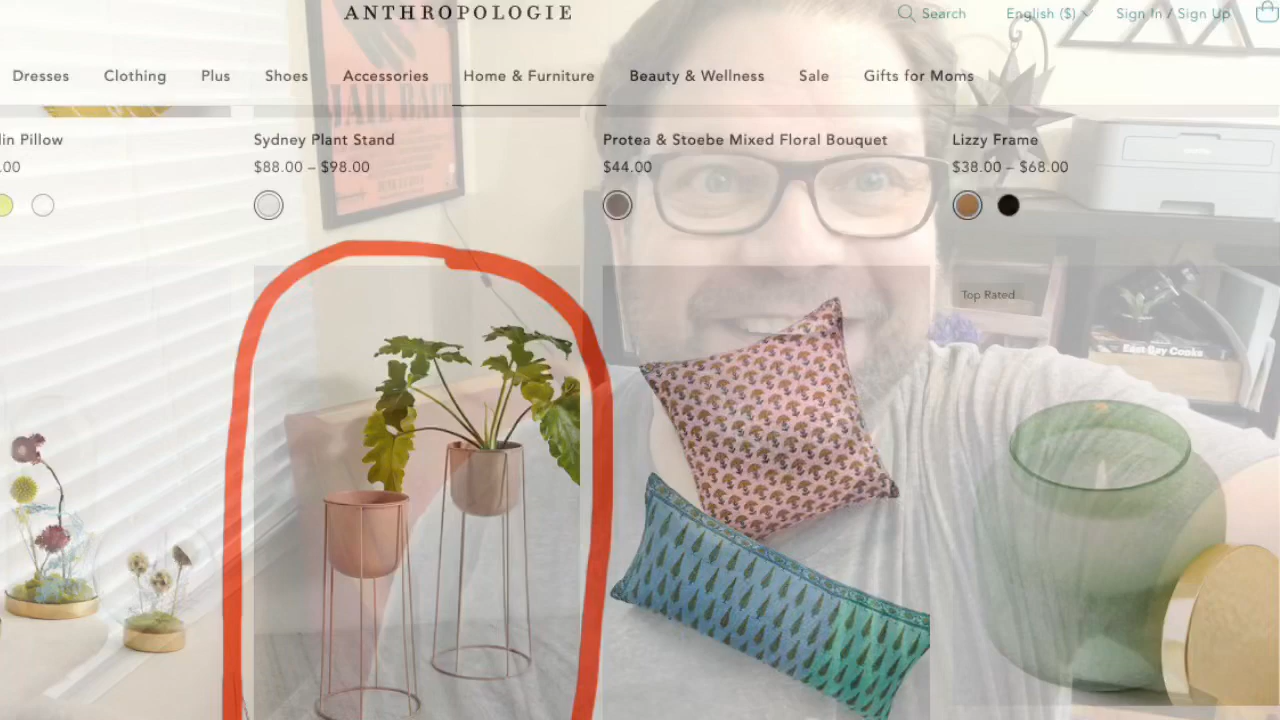 ANTHROPOLOGIE
Search
English ($)
Sign In / Sign Up
Dresses Clothing Plus Shoes Accessories Home & Furniture Beauty & Wellness Sale Gifts for Moms
Pillow Sydney Plant Stand Protea & Stoebe Mixed Floral Bouquet Lizzy Frame
.00 $88.00 – $98.00 $44.00 $38.00 – $68.00
JAIL BAIT
Top Rated
East Bay Cooks